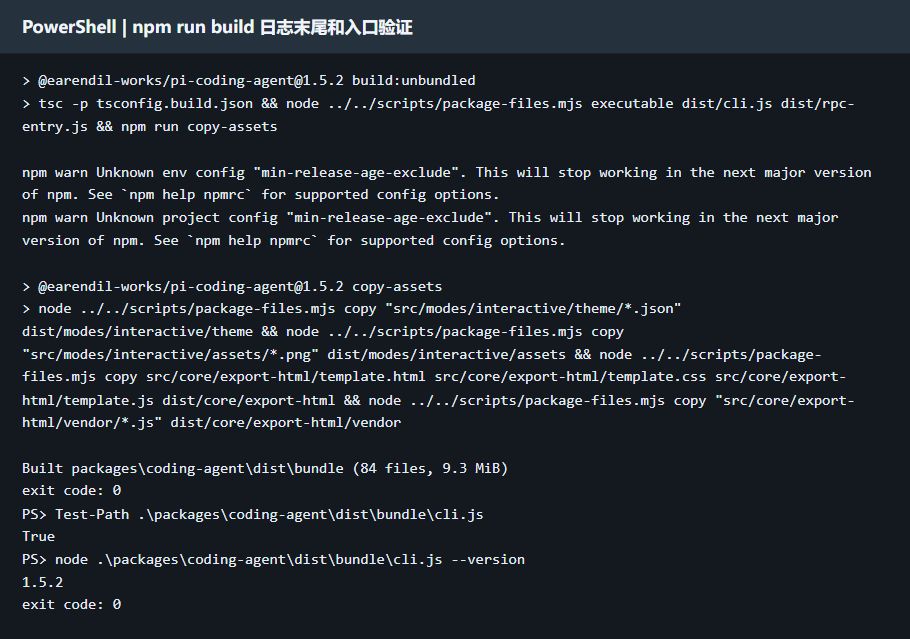 PowerShell | npm run build 日志末尾和入口验证
> @earendil-works/pi-coding-agent@1.5.2 build:unbundled
> tsc -p tsconfig.build.json && node ../../scripts/package-files.mjs executable dist/cli.js dist/rpc-
entry.js && npm run copy-assets
npm warn Unknown env config "min-release-age-exclude". This will stop working in the next major version
of npm. See `npm help npmrc` for supported config options.
npm warn Unknown project config "min-release-age-exclude". This will stop working in the next major
version of npm. See `npm help npmrc` for supported config options.
> @earendil-works/pi-coding-agent@1.5.2 copy-assets
> node ../../scripts/package-files.mjs copy "src/modes/interactive/theme/*.json"
dist/modes/interactive/theme && node ../../scripts/package-files.mjs copy
"src/modes/interactive/assets/*.png" dist/modes/interactive/assets && node ../../scripts/package-
files.mjs copy src/core/export-html/template.html src/core/export-html/template.css src/core/export-
html/template.js dist/core/export-html && node ../../scripts/package-files.mjs copy "src/core/export-
html/vendor/*.js" dist/core/export-html/vendor
Built packages\coding-agent\dist\bundle (84 files, 9.3 MiB)
exit code: 0
PS> Test-Path .\packages\coding-agent\dist\bundle\cli.js
True
PS> node .\packages\coding-agent\dist\bundle\cli.js --version
1.5.2
exit code: 0